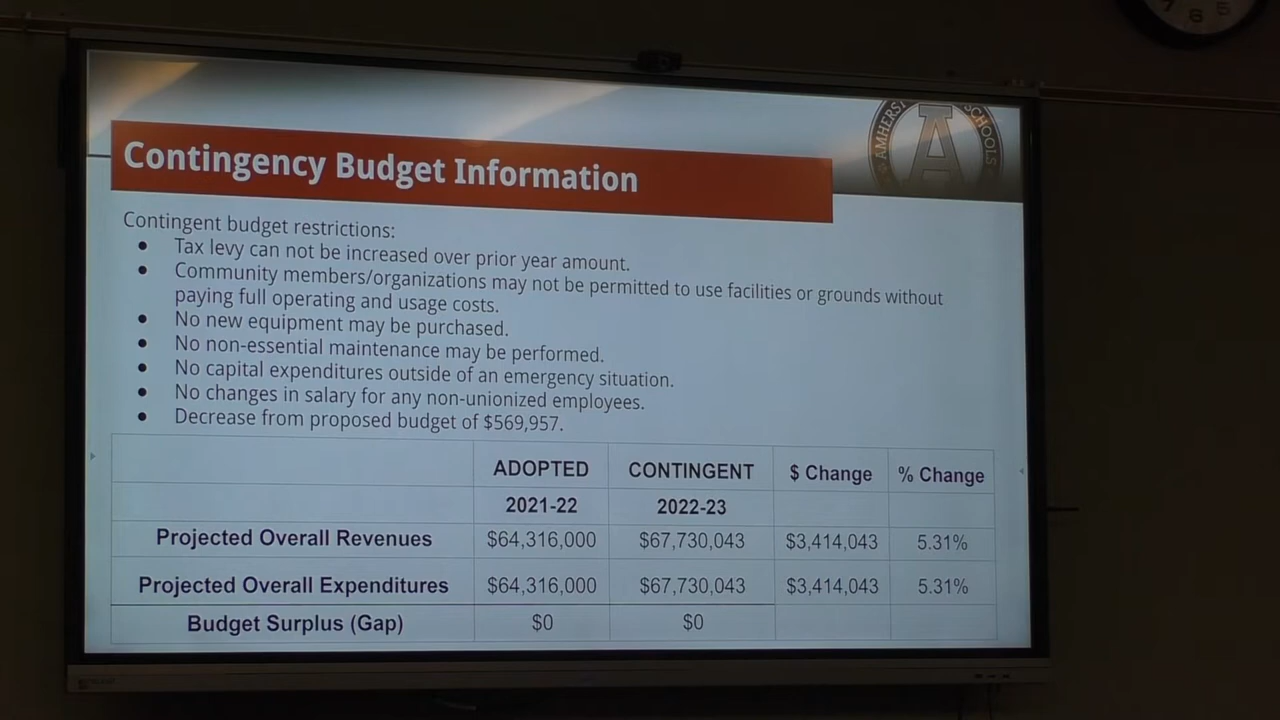 7 6 5
AMHERST SCHOOLS
A
Contingency Budget Information
Contingent budget restrictions:
● Tax levy can not be increased over prior year amount.
● Community members/organizations may not be permitted to use facilities or grounds without
paying full operating and usage costs.
● No new equipment may be purchased.
● No non-essential maintenance may be performed.
● No capital expenditures outside of an emergency situation.
● No changes in salary for any non-unionized employees.
● Decrease from proposed budget of $569,957.
ADOPTED CONTINGENT $ Change % Change
2021-22 2022-23
Projected Overall Revenues $64,316,000 $67,730,043 $3,414,043 5.31%
Projected Overall Expenditures $64,316,000 $67,730,043 $3,414,043 5.31%
Budget Surplus (Gap) $0 $0